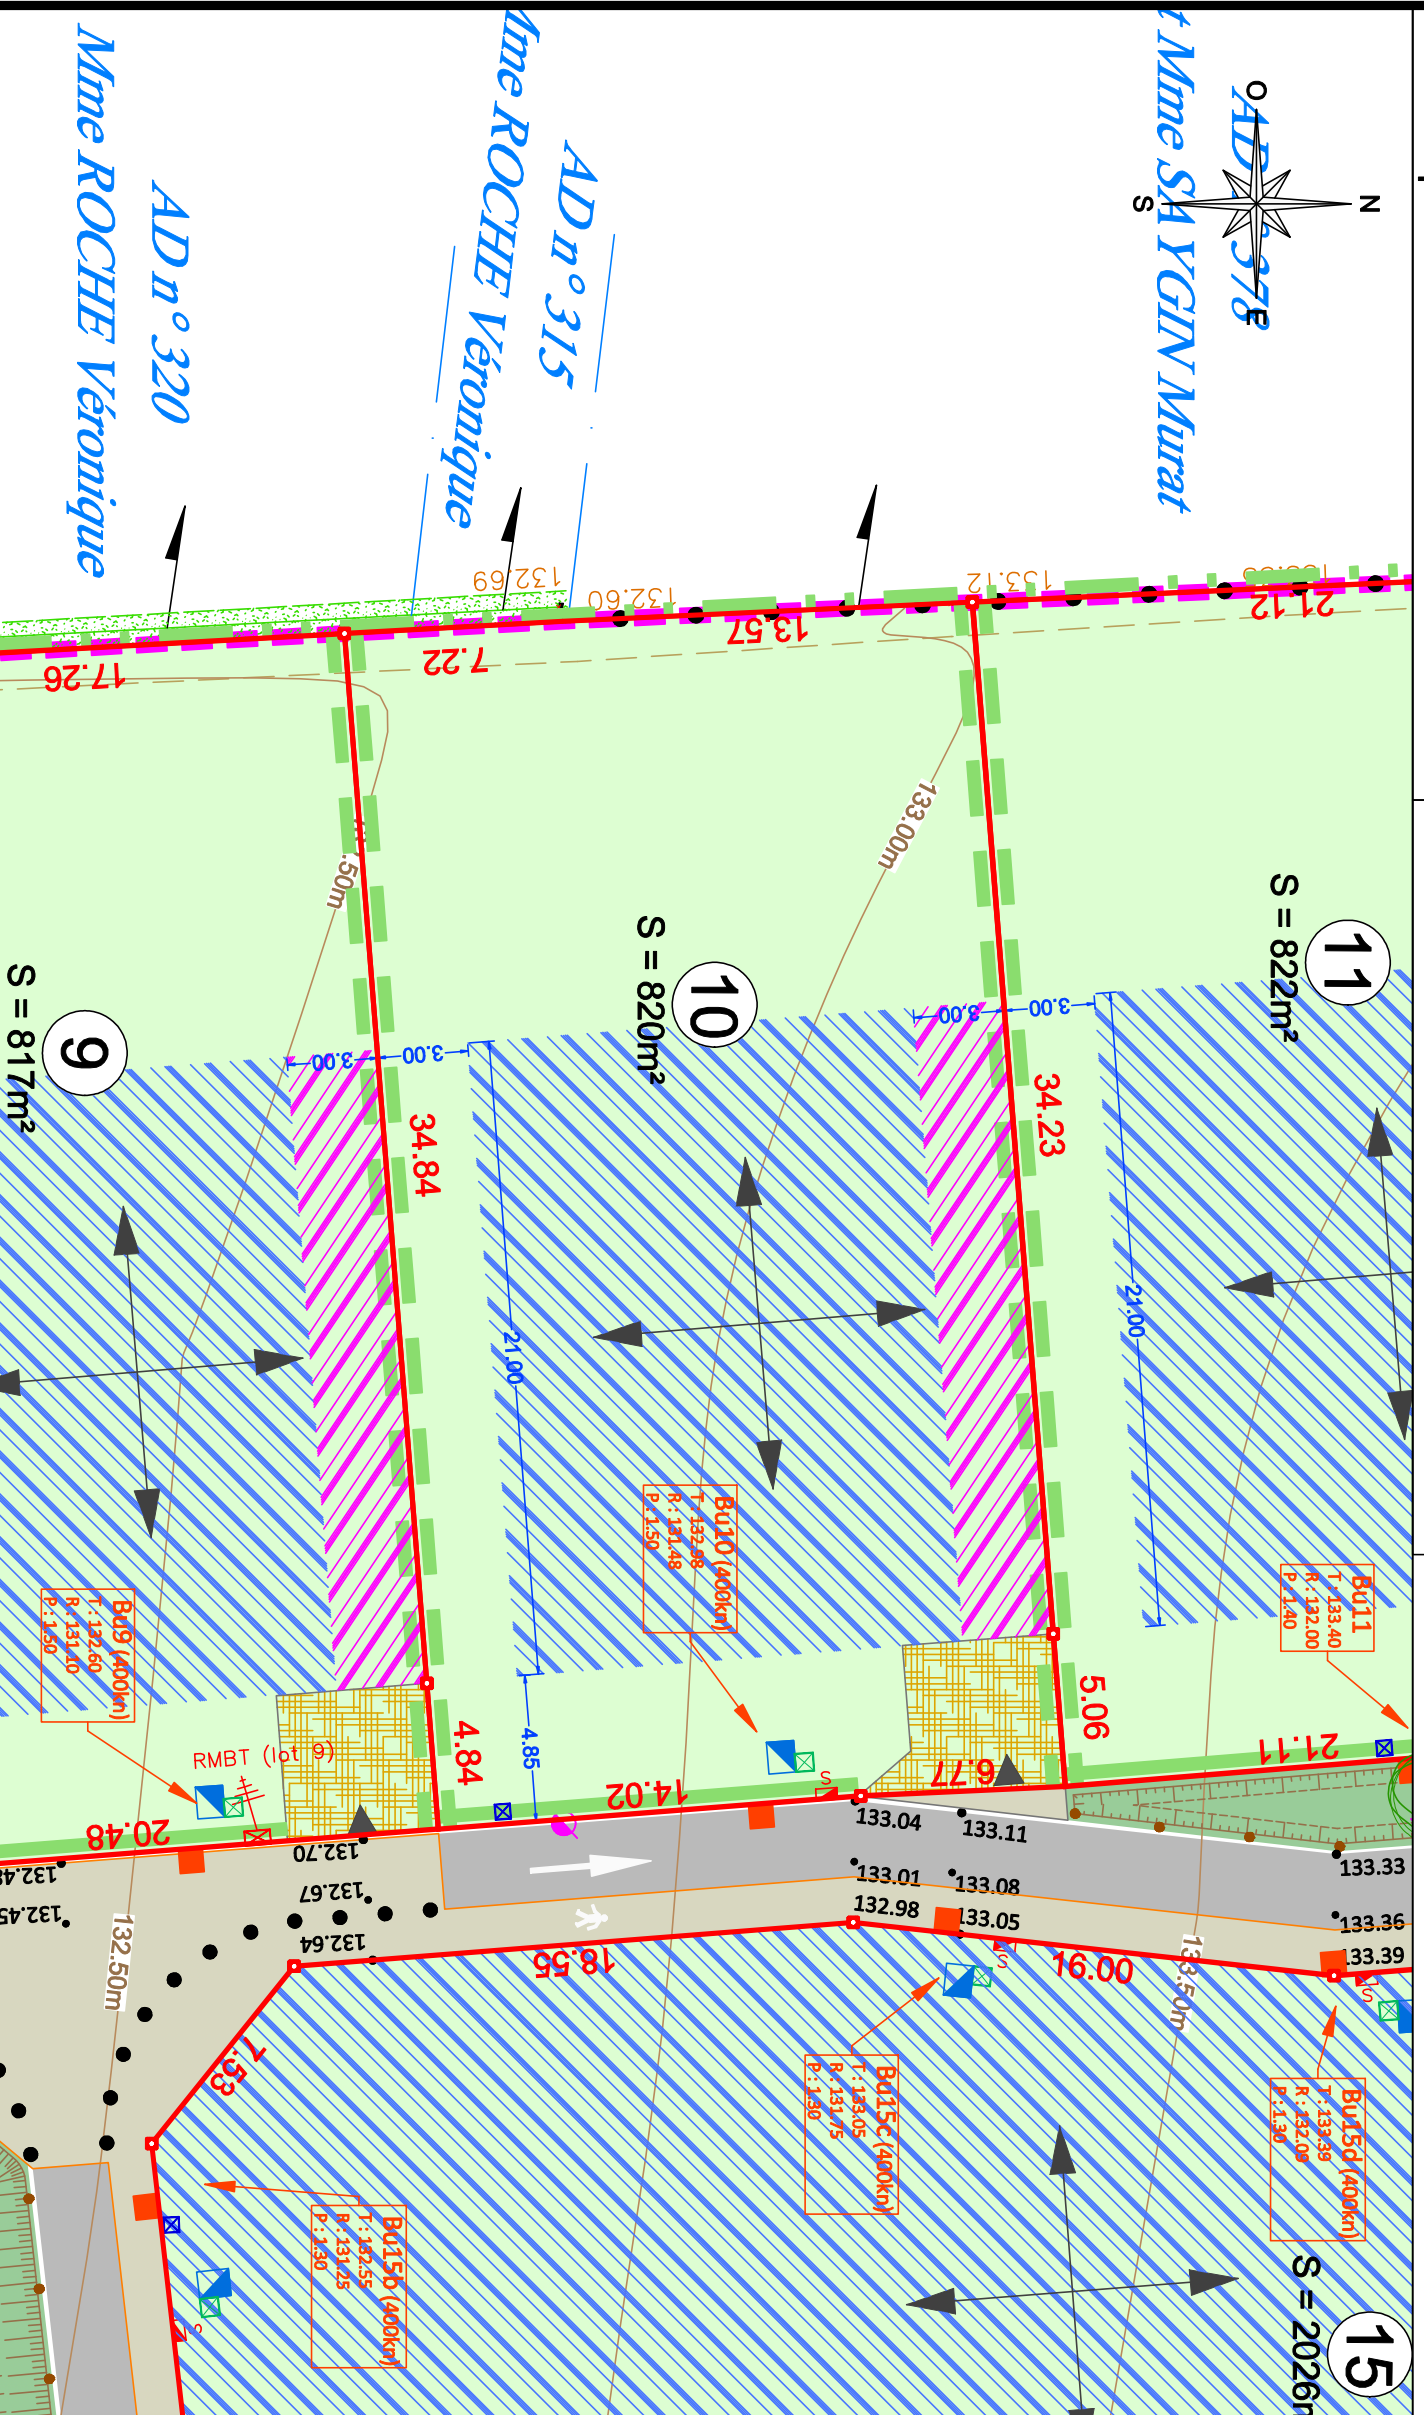 O
N
S
E
t Mme SAYGIN Murat
AD n° 315
Mme ROCHE Véronique
AD n° 320
Mme ROCHE Véronique
132.69
132.60
133.12
17.26
7.22
13.57
21.12
133.00m
.50m
11
S = 822m²
10
S = 820m²
9
S = 817m²
3.00
3.00
3.00
3.00
34.84
34.23
21.00
21.00
Bu10 (400kn)
T : 132.98
R : 131.48
P : 1.50
Bu11
T : 133.40
R : 132.00
P : 1.40
Bu9 (400kn)
T : 132.60
R : 131.10
P : 1.50
RMBT (lot 9)
4.84
4.85
5.06
20.48
14.02
S
6.77
21.11
132.70
132.67
132.64
132.45
133.04
133.11
133.01
133.08
132.98
133.05
133.33
133.36
133.39
132.50m
133.50m
18.55
16.00
7.53
S
S
S
Bu15c (400kn)
T : 133.05
R : 131.75
P : 1.30
Bu15d (400kn)
T : 133.39
R : 132.09
P : 1.30
Bu15b (400kn)
T : 132.55
R : 131.25
P : 1.30
15
S = 2026m